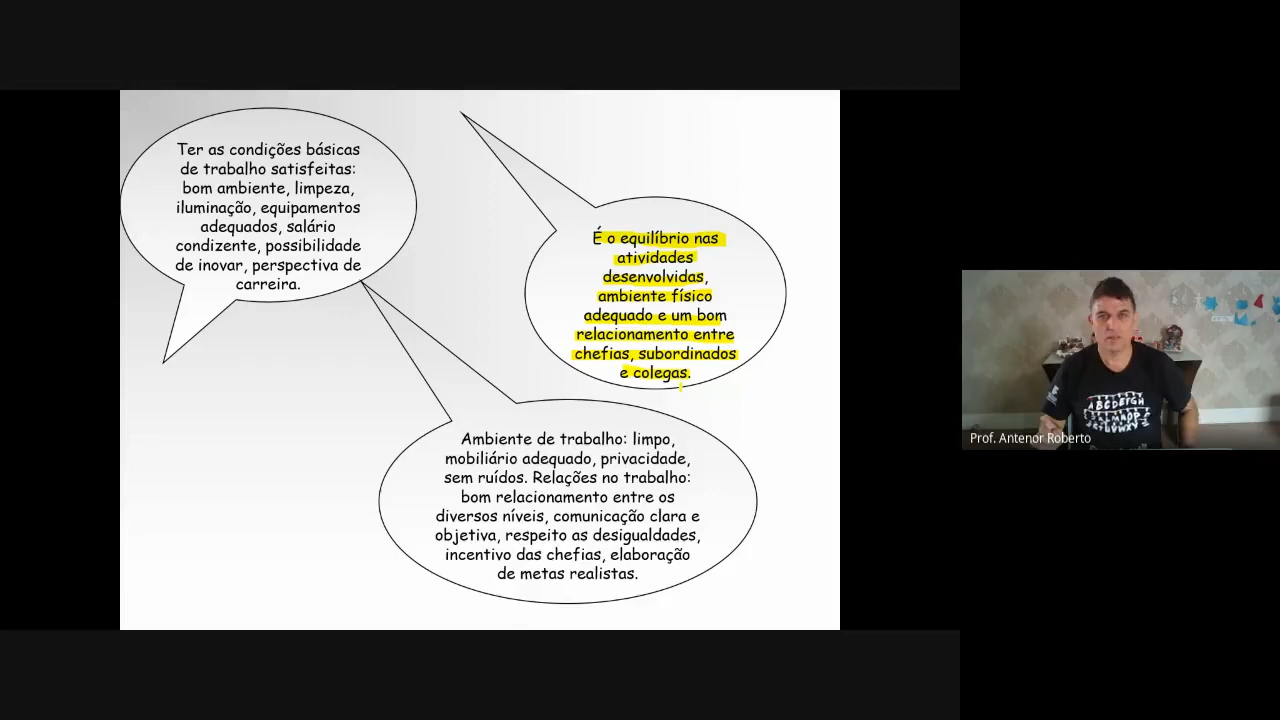 Ter as condições básicas
de trabalho satisfeitas:
bom ambiente, limpeza,
iluminação, equipamentos
adequados, salário
condizente, possibilidade
de inovar, perspectiva de
carreira.
É o equilíbrio nas
atividades
desenvolvidas,
ambiente físico
adequado e um bom
relacionamento entre
chefias, subordinados
e colegas.
Ambiente de trabalho: limpo,
mobiliário adequado, privacidade,
sem ruídos. Relações no trabalho:
bom relacionamento entre os
diversos níveis, comunicação clara e
objetiva, respeito as desigualdades,
incentivo das chefias, elaboração
de metas realistas.
ABCDEFGH
Prof. Antenor Roberto